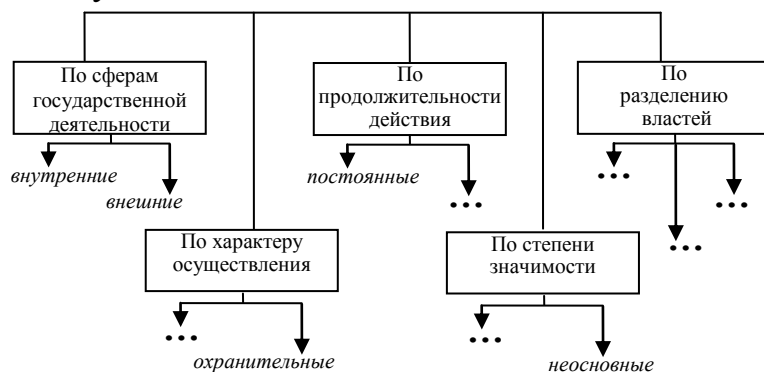 По сферам
государственной
деятельности
По
продолжительности
действия
По
разделению
властей
внутренние
внешние
постоянные
...
...
...
...
По характеру
осуществления
По степени
значимости
...
охранительные
...
неосновные